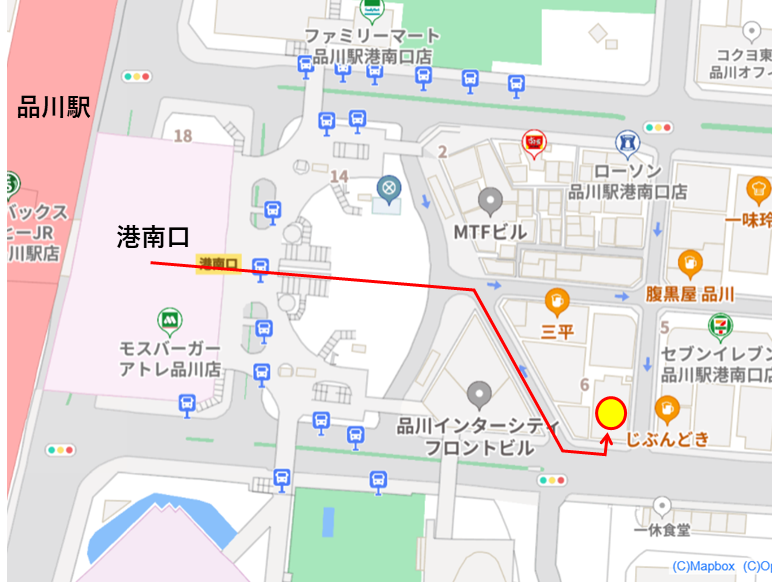 ファミリーマート
品川駅港南口店
コクヨ東
品川オフィ
品川駅
18
2
14
ローソン
品川駅港南口店
バックス
ヒーJR
川駅店
一味玲
MTFビル
港南口
港南口
腹黒屋 品川
三平
5
モスバーガー
アトレ品川店
セブンイレブン
品川駅港南口店
6
品川インターシティ
フロントビル
じぶんどき
一休食堂
(C)Mapbox (C)Op